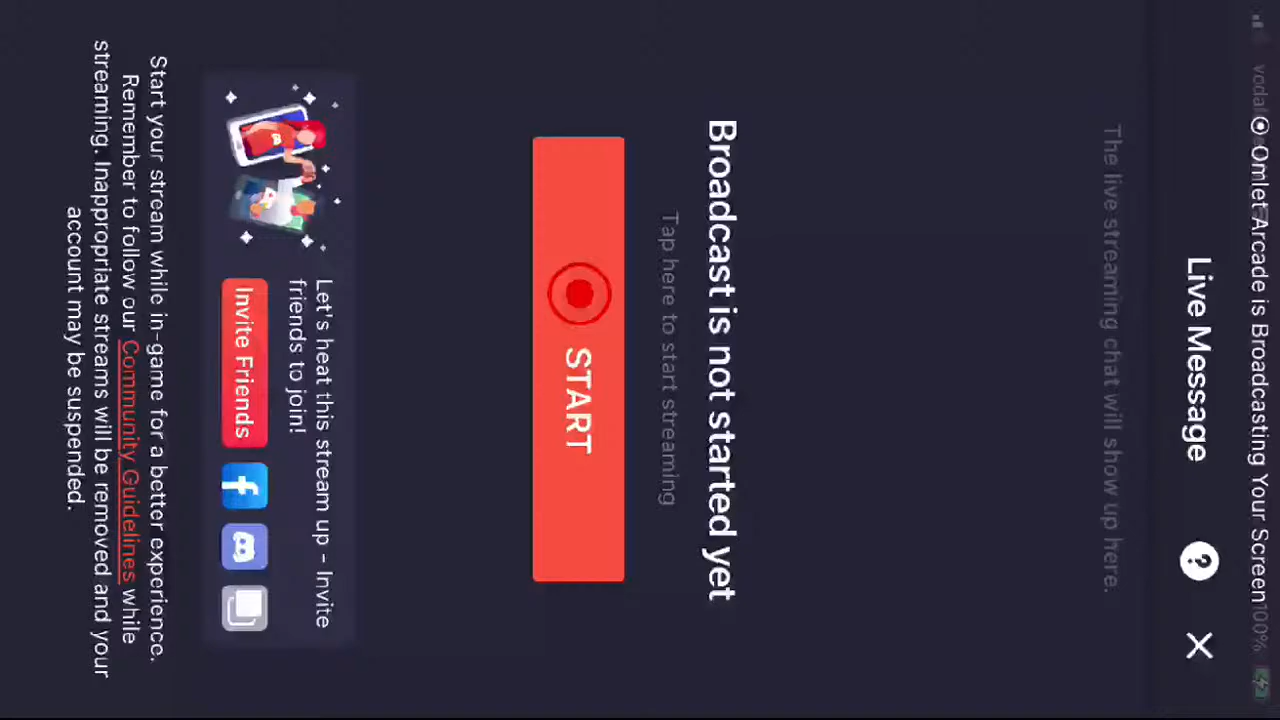 Omlet Arcade is Broadcasting Your Screen
100%
Live Message
The live streaming chat will show up here.
Broadcast is not started yet
Tap here to start streaming
START
Let's heat this stream up - Invite
friends to join!
Invite Friends
Start your stream while in-game for a better experience.
Remember to follow our Community Guidelines while
streaming. Inappropriate streams will be removed and your
account may be suspended.